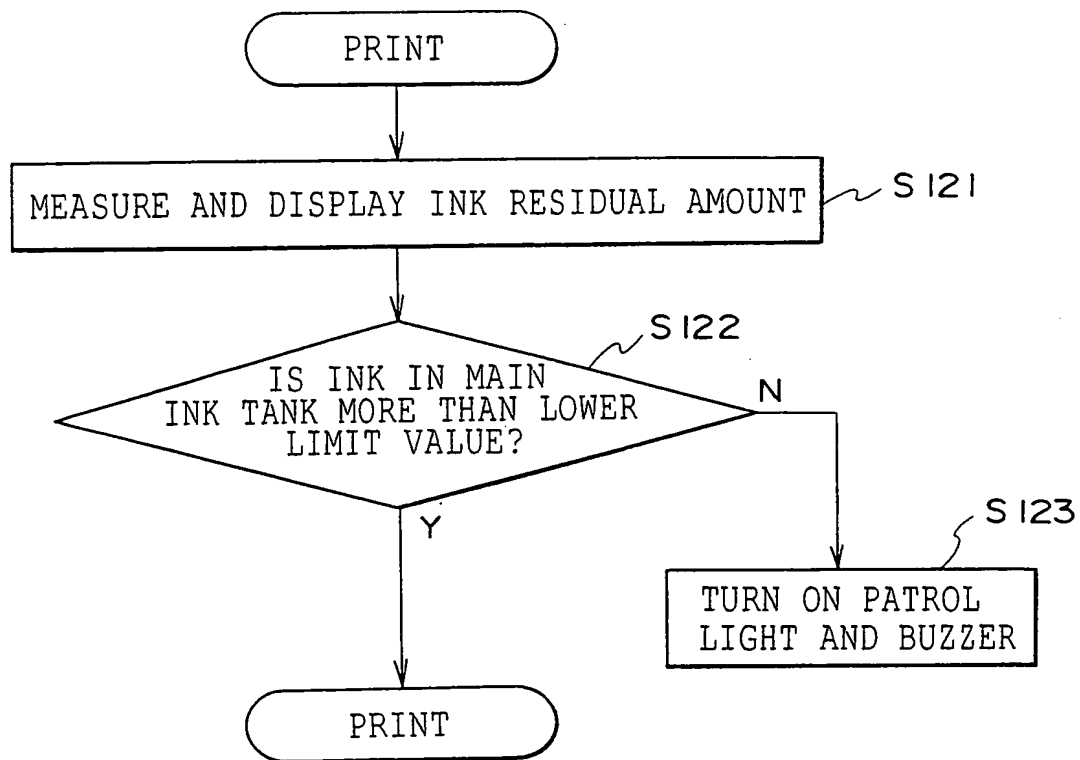 PRINT
MEASURE AND DISPLAY INK RESIDUAL AMOUNT
S121
S122
IS INK IN MAIN
INK TANK MORE THAN LOWER
LIMIT VALUE?
N
Y
S123
TURN ON PATROL
LIGHT AND BUZZER
PRINT